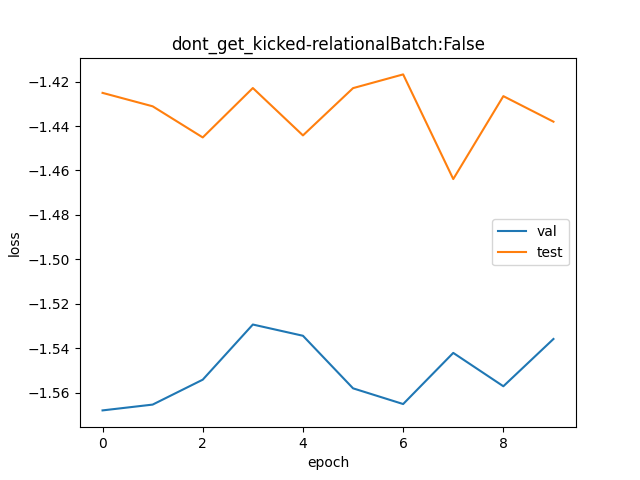 dont_get_kicked-relationalBatch:False
−1.42
−1.44
−1.46
−1.48
−1.50
−1.52
−1.54
−1.56
loss
val
test
0
2
4
6
8
epoch